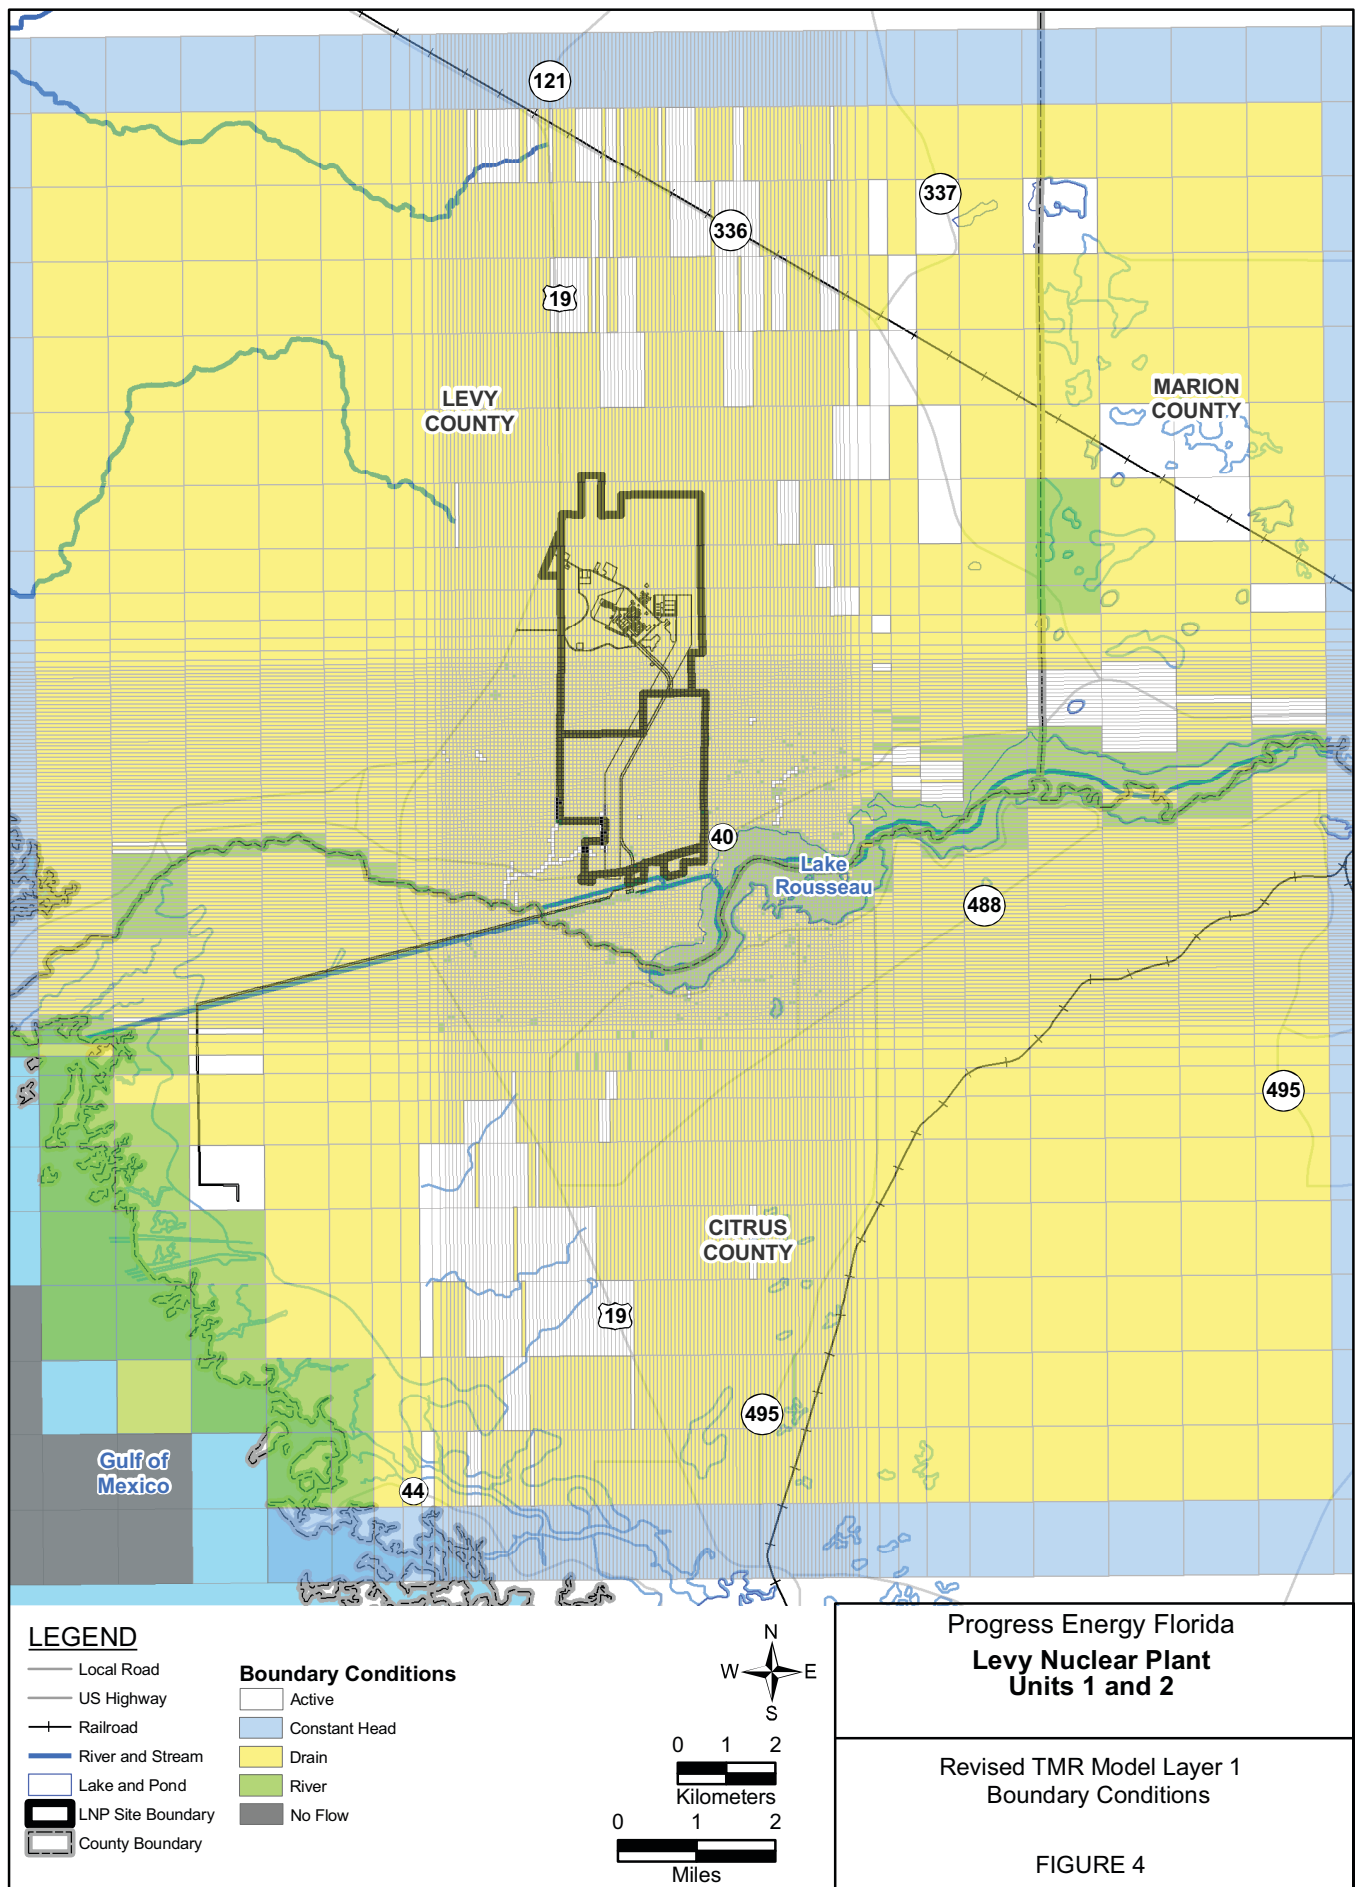 121
337
336
19
LEVY
COUNTY
MARION
COUNTY
40
Lake
Rousseau
488
495
CITRUS
COUNTY
19
495
Gulf of
Mexico
44
LEGEND
Local Road
US Highway
Railroad
River and Stream
Lake and Pond
LNP Site Boundary
County Boundary
Boundary Conditions
Active
Constant Head
Drain
River
No Flow
N
W E
S
0 1 2
Kilometers
0 1 2
Miles
Progress Energy Florida
Levy Nuclear Plant
Units 1 and 2
Revised TMR Model Layer 1
Boundary Conditions
FIGURE 4